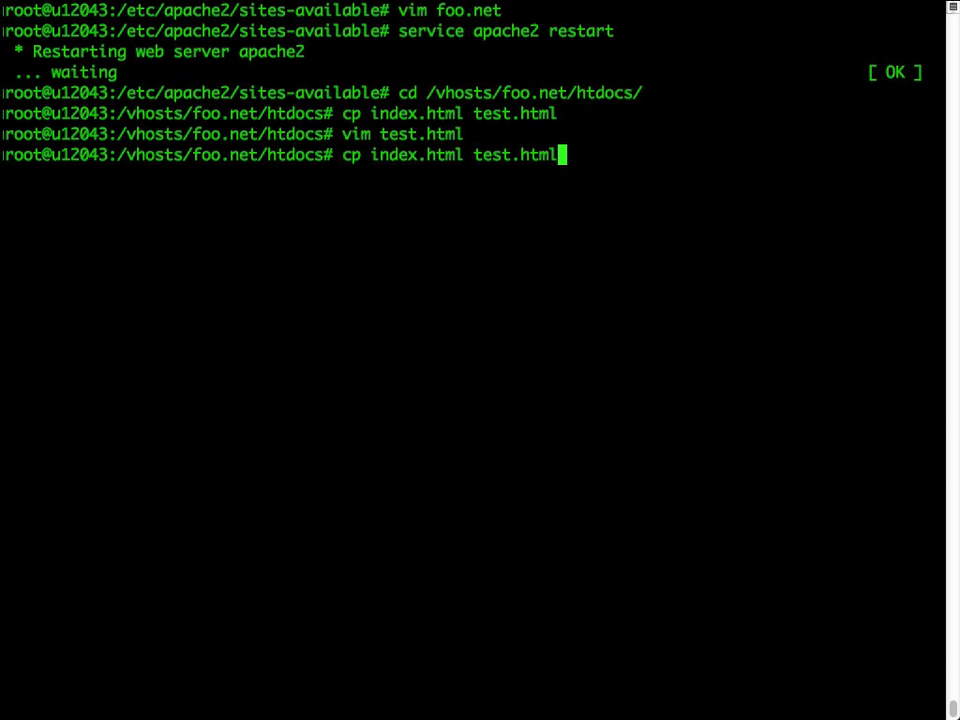 root@u12043:/etc/apache2/sites-available# vim foo.net
root@u12043:/etc/apache2/sites-available# service apache2 restart
* Restarting web server apache2
... waiting [ OK ]
root@u12043:/etc/apache2/sites-available# cd /vhosts/foo.net/htdocs/
root@u12043:/vhosts/foo.net/htdocs# cp index.html test.html
root@u12043:/vhosts/foo.net/htdocs# vim test.html
root@u12043:/vhosts/foo.net/htdocs# cp index.html test.html